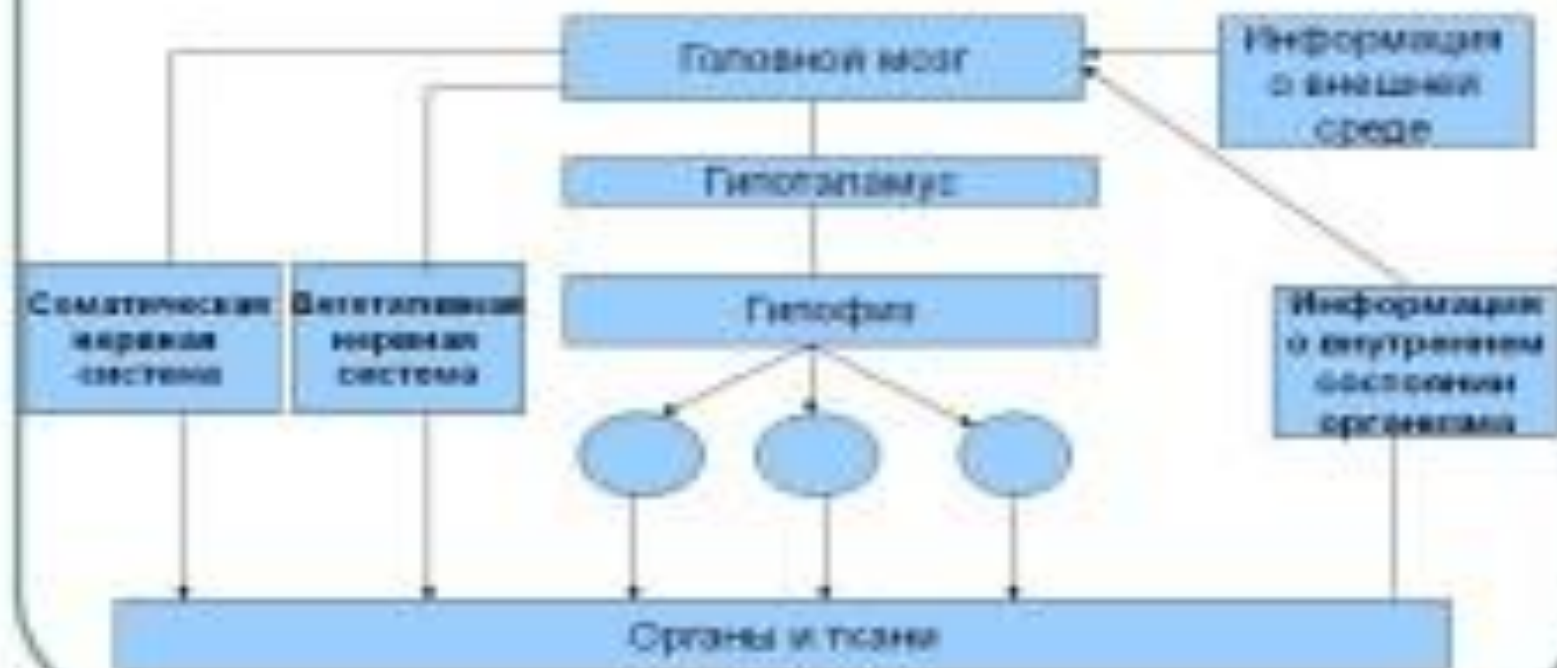 Головной мозг
Информация
о внешней
среде
Гипоталамус
Соматическая
нервная
система
Вегетативная
нервная
система
Гипофиз
Информация
о внутреннем
состоянии
организма
Органы и ткани